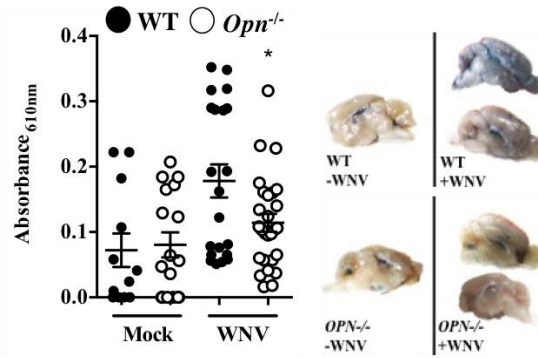 WT Opn-/-
Absorbance 610nm
0.4
0.3
0.2
0.1
0.0
*
Mock WNV
WT
-WNV
WT
+WNV
OPN-/-
-WNV
OPN-/-
+WNV